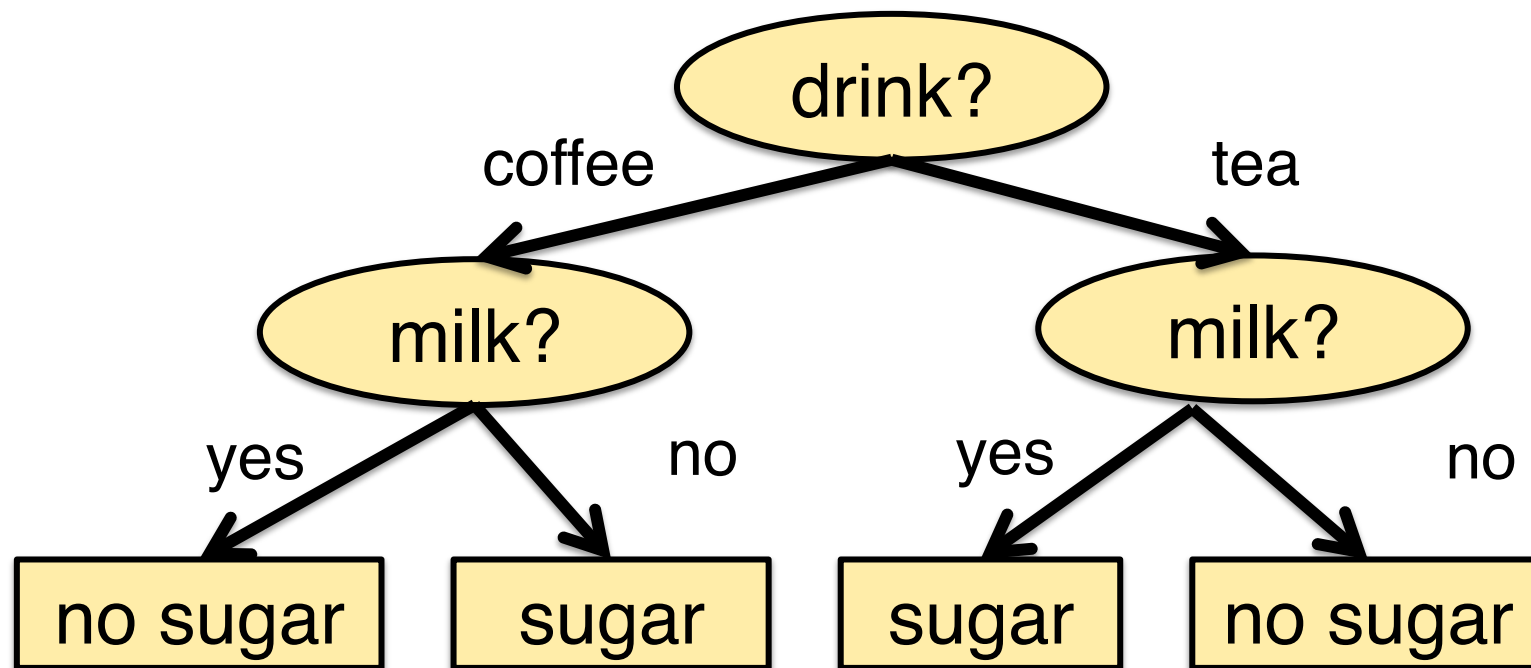 drink?
coffee
tea
milk?
milk?
yes
no
yes
no
no sugar
sugar
sugar
no sugar